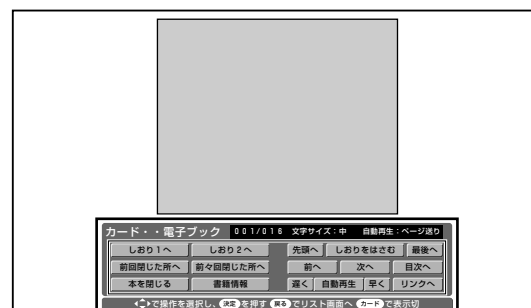 カード・・電子ブック 001/016 文字サイズ：中 自動再生：ページ送り
しおり1へ しおり2へ 先頭へ しおりをはさむ 最後へ
前回閉じた所へ 前々回閉じた所へ 前へ 次へ 目次へ
本を閉じる 書籍情報 遅く 自動再生 早く リンクへ
で操作を選択し、決定を押す 戻るでリスト画面へ カードで表示切